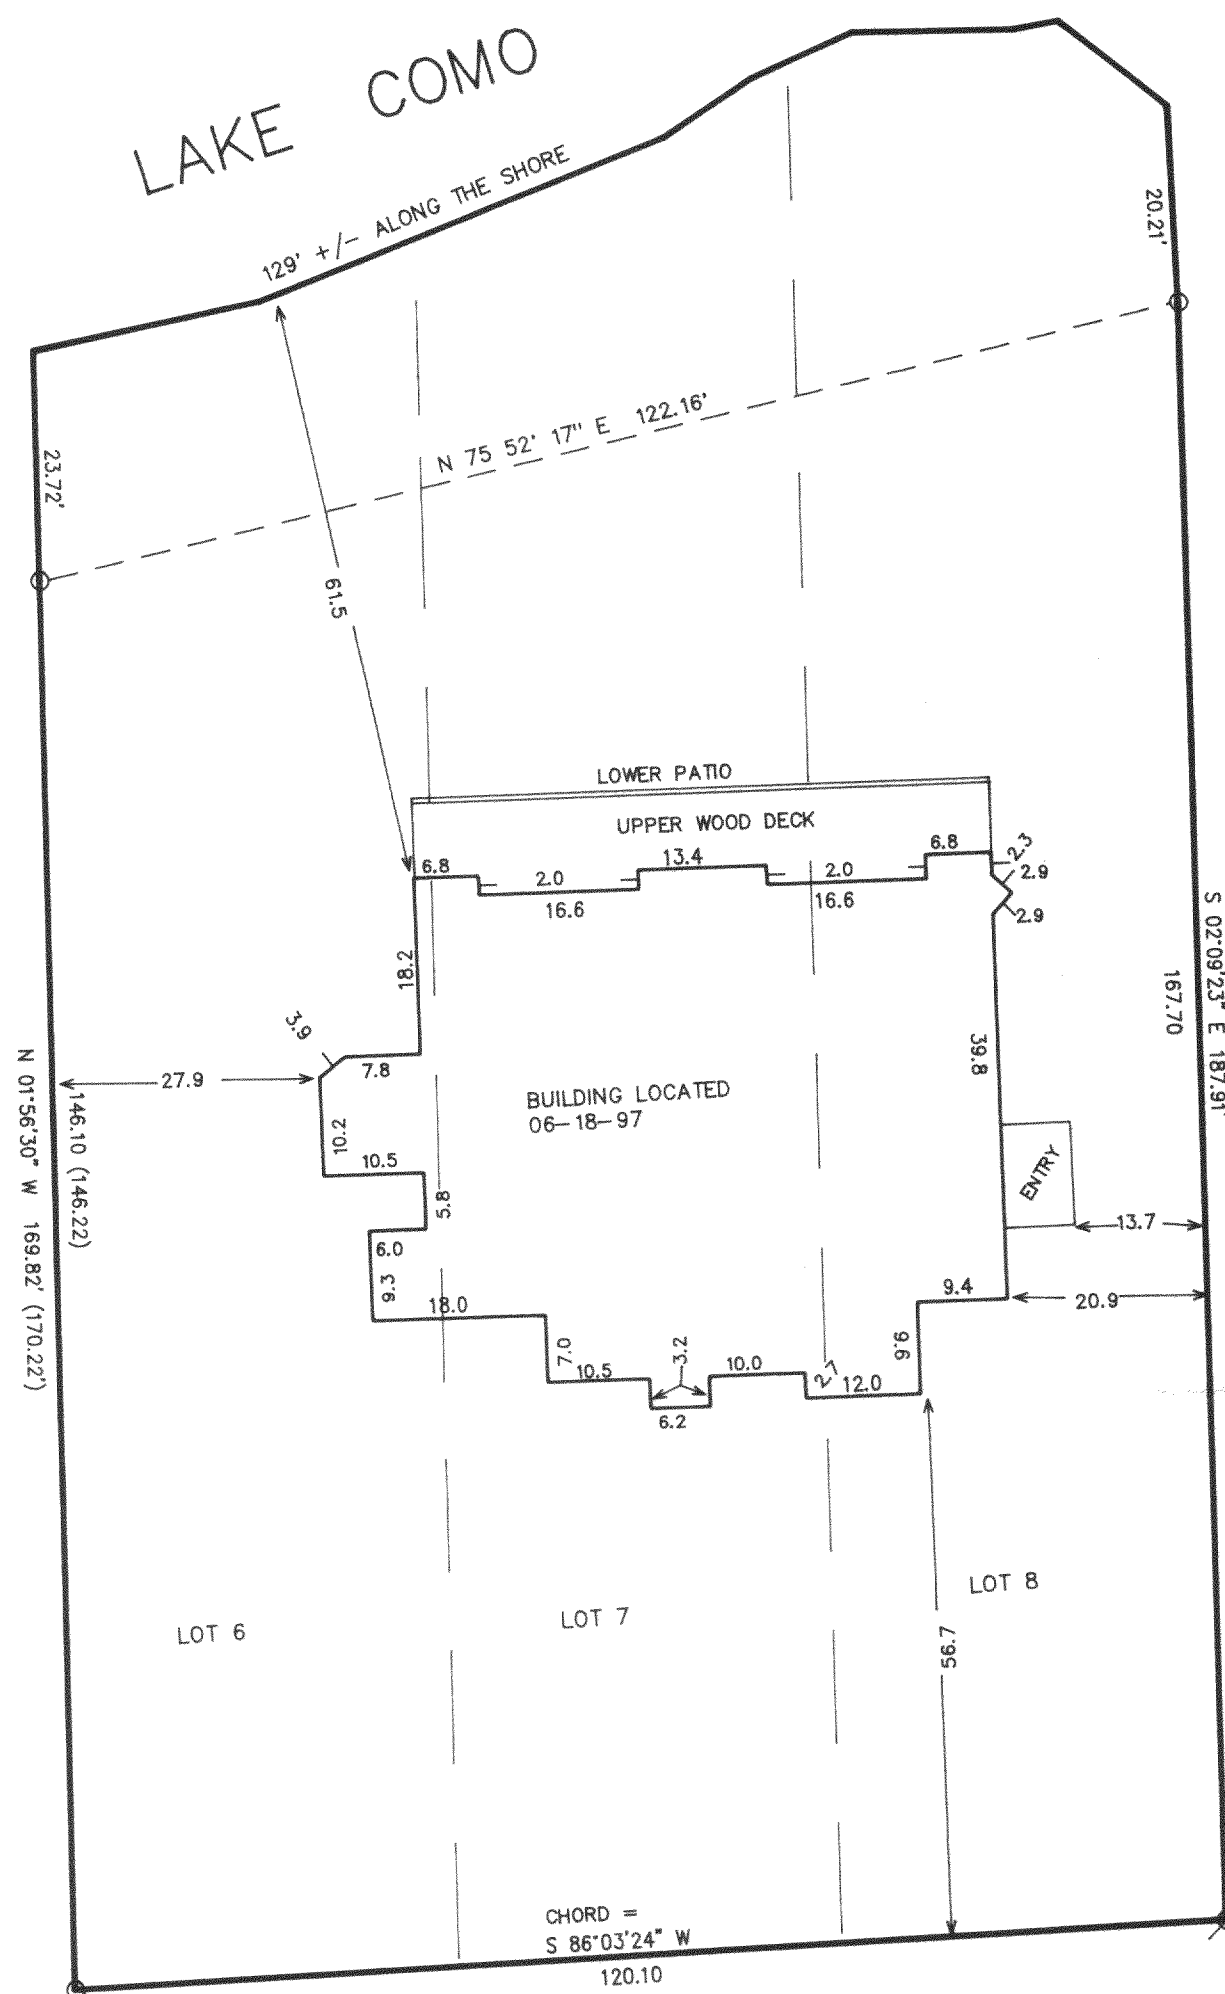 LAKE COMO
129' +/- ALONG THE SHORE
20.21'
N 75 52' 17" E 122.16'
23.72'
61.5
LOWER PATIO
UPPER WOOD DECK
6.8
2.0
16.6
13.4
2.0
16.6
6.8
2.3
2.9
2.9
18.2
3.9
7.8
27.9
39.8
167.70
S 02°09'23" E 187.91'
BUILDING LOCATED
06-18-97
N 01°56'30" W 169.82' (170.22')
146.10 (146.22)
10.2
10.5
5.8
ENTRY
13.7
6.0
9.3
18.0
9.4
20.9
7.0
10.5
3.2
6.2
10.0
2.7
12.0
9.6
56.7
LOT 6
LOT 7
LOT 8
CHORD =
S 86°03'24" W
120.10